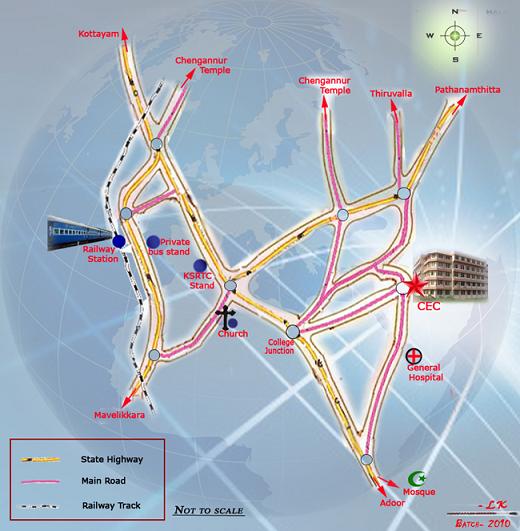 N
W E
S
Kottayam
Chengannur
Temple
Chengannur
Temple
Thiruvalla
Pathanamthitta
Railway
Station
Private
bus stand
KSRTC
Stand
CEC
Church
College
Junction
General
Hospital
Mavelikkara
Mosque
Adoor
State Highway
Main Road
Railway Track
NOT TO SCALE
- LK
BATCH- 2010